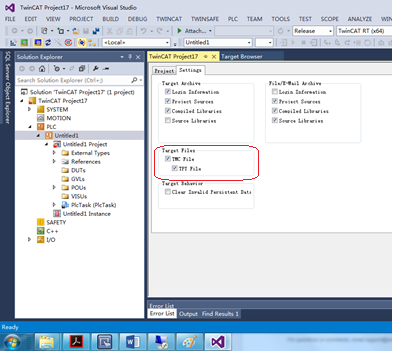 TwinCAT Project17 - Microsoft Visual Studio
FILE EDIT VIEW PROJECT BUILD DEBUG TWINCAT TWINSAFE PLC TEAM TOOLS TEST SCOPE ANALYZE WIN
Attach... Release TwinCAT RT (x64)
<Local> Untitled1
SQL Server Object Explorer
Solution Explorer
Search Solution Explorer (Ctrl+;)
Solution 'TwinCAT Project17' (1 project)
TwinCAT Project17
SYSTEM
MOTION
PLC
Untitled1
Untitled1 Project
External Types
References
DUTs
GVLs
POUs
VISUs
PlcTask (PlcTask)
Untitled1 Instance
SAFETY
C++
I/O
TwinCAT Project17 Target Browser
Project Settings
Target Archive
Login Information
Project Sources
Compiled Libraries
Source Libraries
File/E-Mail Archive
Login Information
Project Sources
Compiled Libraries
Source Libraries
Target Files
TMC File
TPY File
Target Behavior
Clear Invalid Persistent Data
Error List
Error List Output Find Results 1
Ready